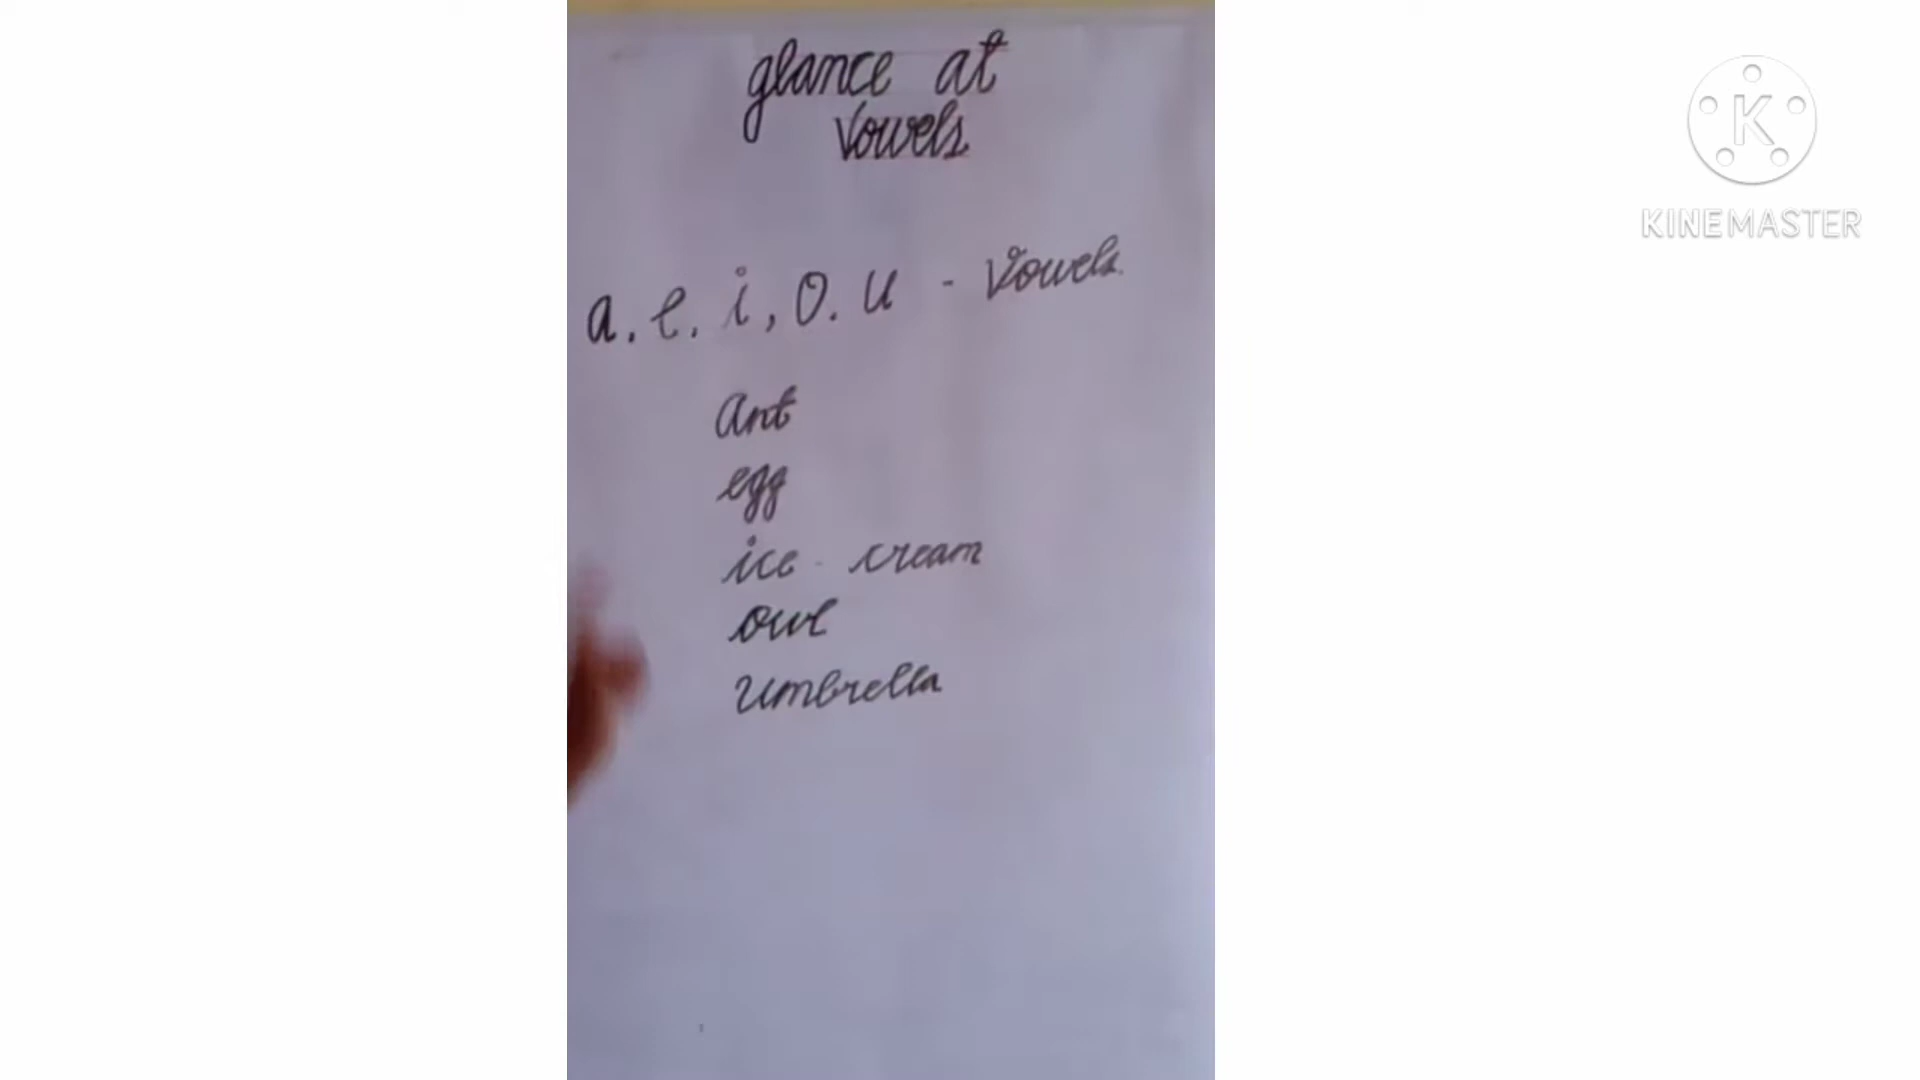 glance at
Vowels
a. e. i, O. u - Vowels.
Ant
egg
ice - cream
owl
Umbrella
K
KINEMASTER